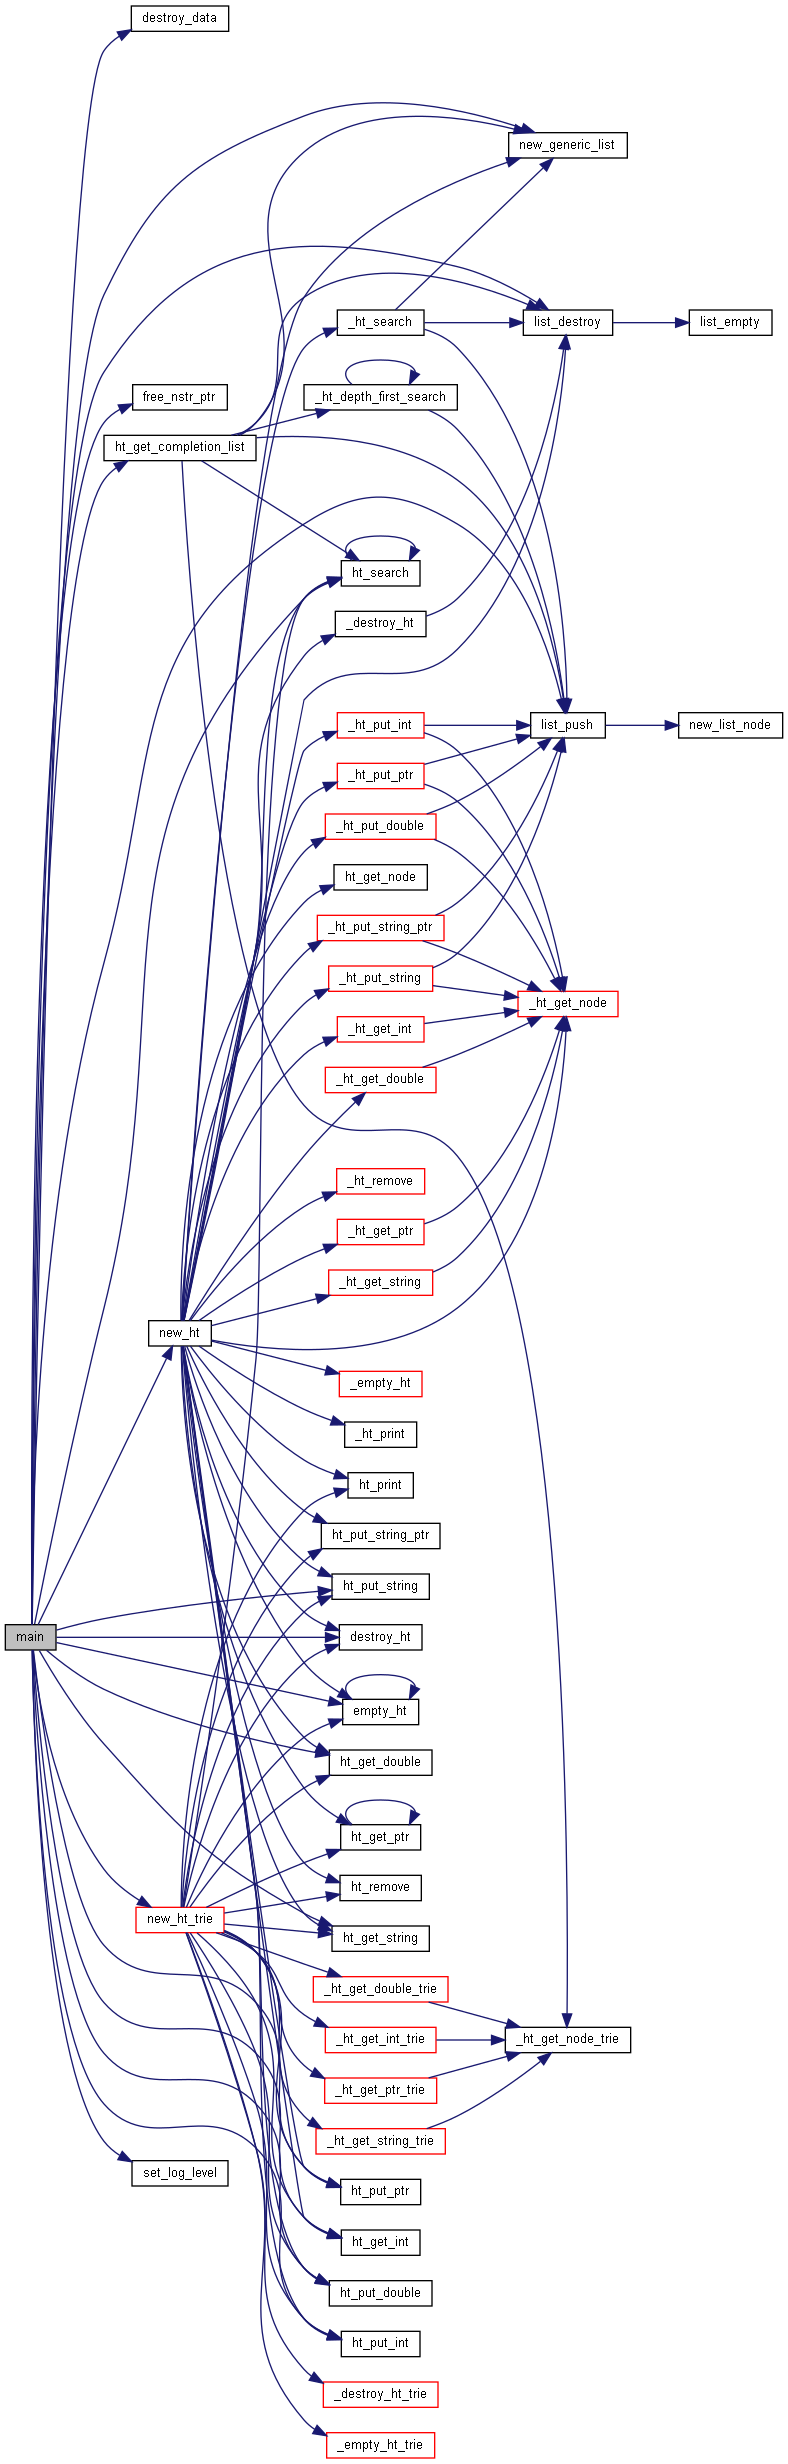 destroy_data
new_generic_list
_ht_search
list_destroy
list_empty
free_nstr_ptr
_ht_depth_first_search
ht_get_completion_list
ht_search
_destroy_ht
_ht_put_int
list_push
new_list_node
_ht_put_ptr
_ht_put_double
ht_get_node
_ht_put_string_ptr
_ht_put_string
_ht_get_node
_ht_get_int
_ht_get_double
_ht_remove
_ht_get_ptr
_ht_get_string
new_ht
_empty_ht
_ht_print
ht_print
ht_put_string_ptr
ht_put_string
main
destroy_ht
empty_ht
ht_get_double
ht_get_ptr
ht_remove
new_ht_trie
ht_get_string
_ht_get_double_trie
_ht_get_int_trie
_ht_get_node_trie
_ht_get_ptr_trie
_ht_get_string_trie
set_log_level
ht_put_ptr
ht_get_int
ht_put_double
ht_put_int
_destroy_ht_trie
_empty_ht_trie